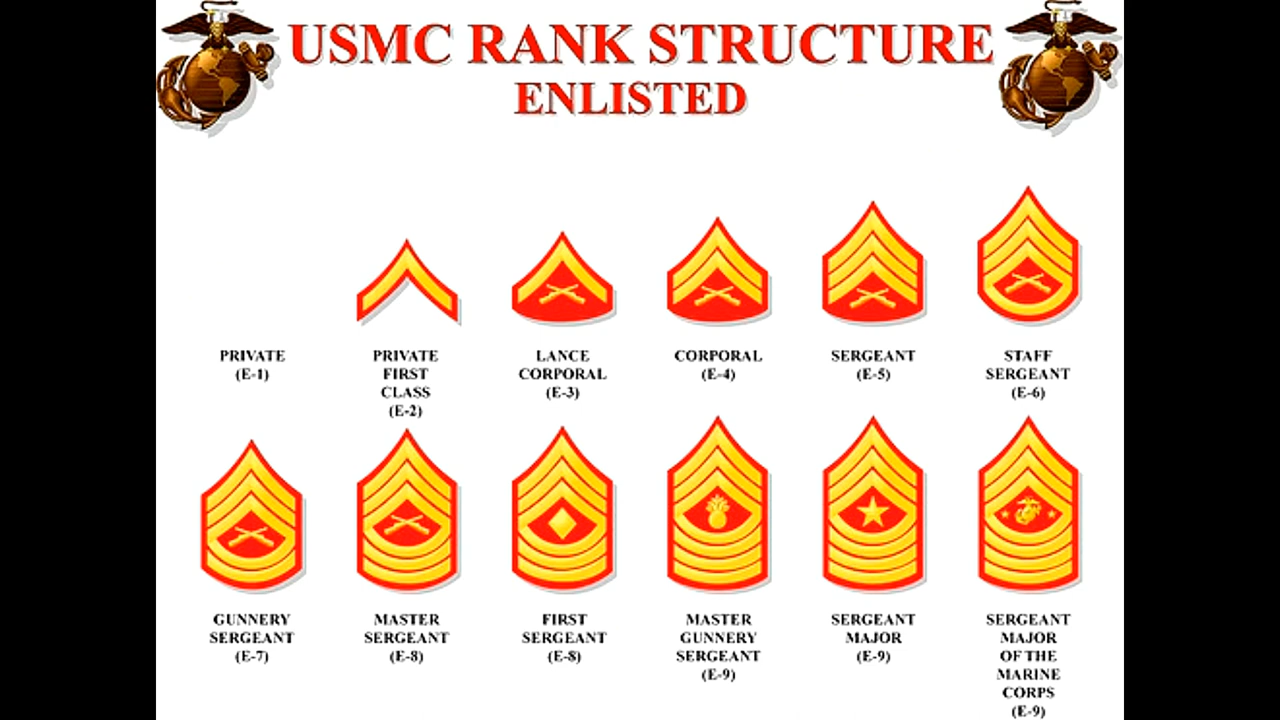 USMC RANK STRUCTURE
ENLISTED
PRIVATE
(E-1)
PRIVATE
FIRST
CLASS
(E-2)
LANCE
CORPORAL
(E-3)
CORPORAL
(E-4)
SERGEANT
(E-5)
STAFF
SERGEANT
(E-6)
GUNNERY
SERGEANT
(E-7)
MASTER
SERGEANT
(E-8)
FIRST
SERGEANT
(E-8)
MASTER
GUNNERY
SERGEANT
(E-9)
SERGEANT
MAJOR
(E-9)
SERGEANT
MAJOR
OF THE
MARINE
CORPS
(E-9)